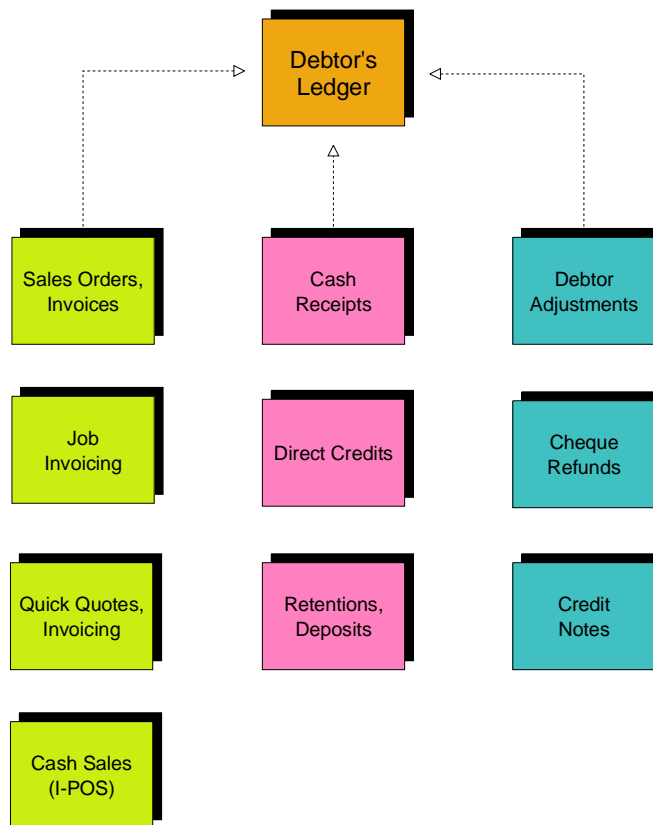 Debtor's
Ledger
Sales Orders,
Invoices
Cash
Receipts
Debtor
Adjustments
Job
Invoicing
Direct Credits
Cheque
Refunds
Quick Quotes,
Invoicing
Retentions,
Deposits
Credit
Notes
Cash Sales
(I-POS)